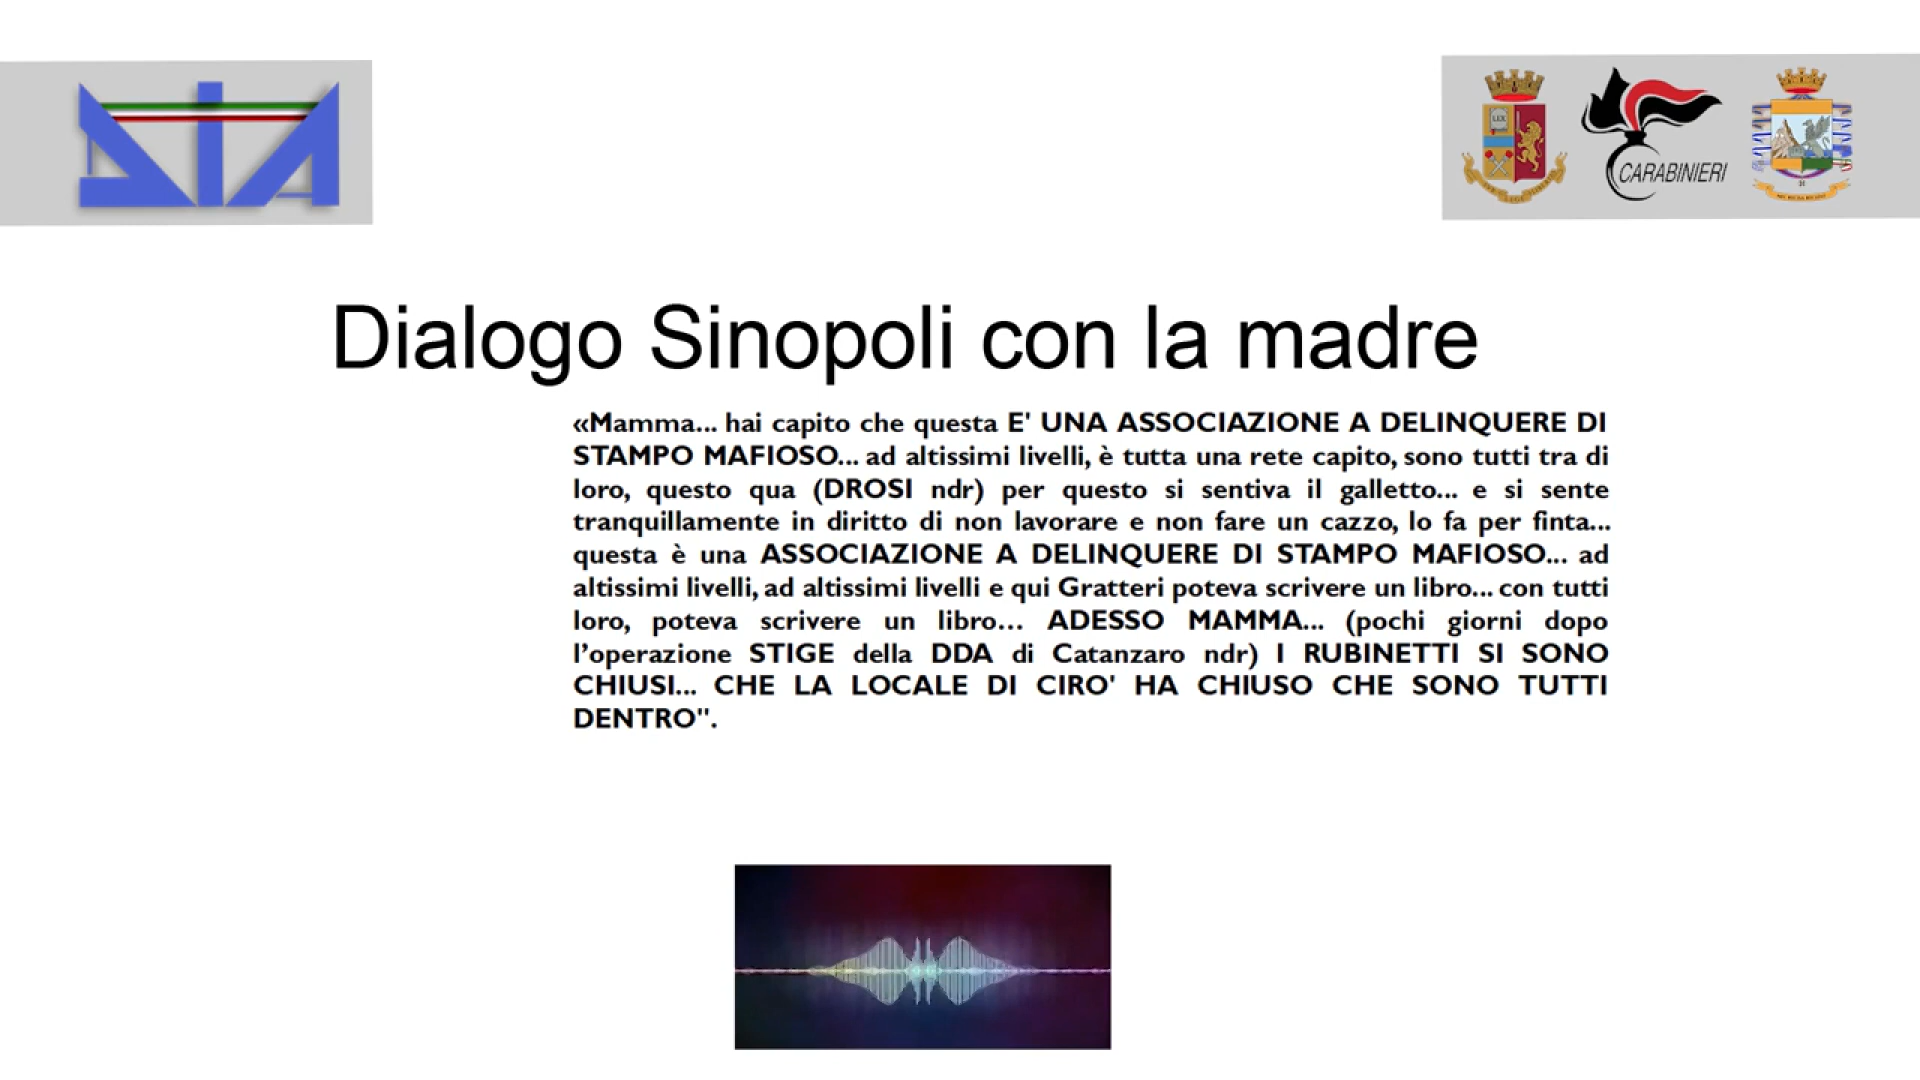 DIA
LEX
CARABINIERI
Dialogo Sinopoli con la madre
«Mamma... hai capito che questa E' UNA ASSOCIAZIONE A DELINQUERE DI
STAMPO MAFIOSO... ad altissimi livelli, è tutta una rete capito, sono tutti tra di
loro, questo qua (DROSI ndr) per questo si sentiva il galletto... e si sente
tranquillamente in diritto di non lavorare e non fare un cazzo, lo fa per finta...
questa è una ASSOCIAZIONE A DELINQUERE DI STAMPO MAFIOSO... ad
altissimi livelli, ad altissimi livelli e qui Gratteri poteva scrivere un libro... con tutti
loro, poteva scrivere un libro… ADESSO MAMMA... (pochi giorni dopo
l’operazione STIGE della DDA di Catanzaro ndr) I RUBINETTI SI SONO
CHIUSI... CHE LA LOCALE DI CIRO' HA CHIUSO CHE SONO TUTTI
DENTRO".